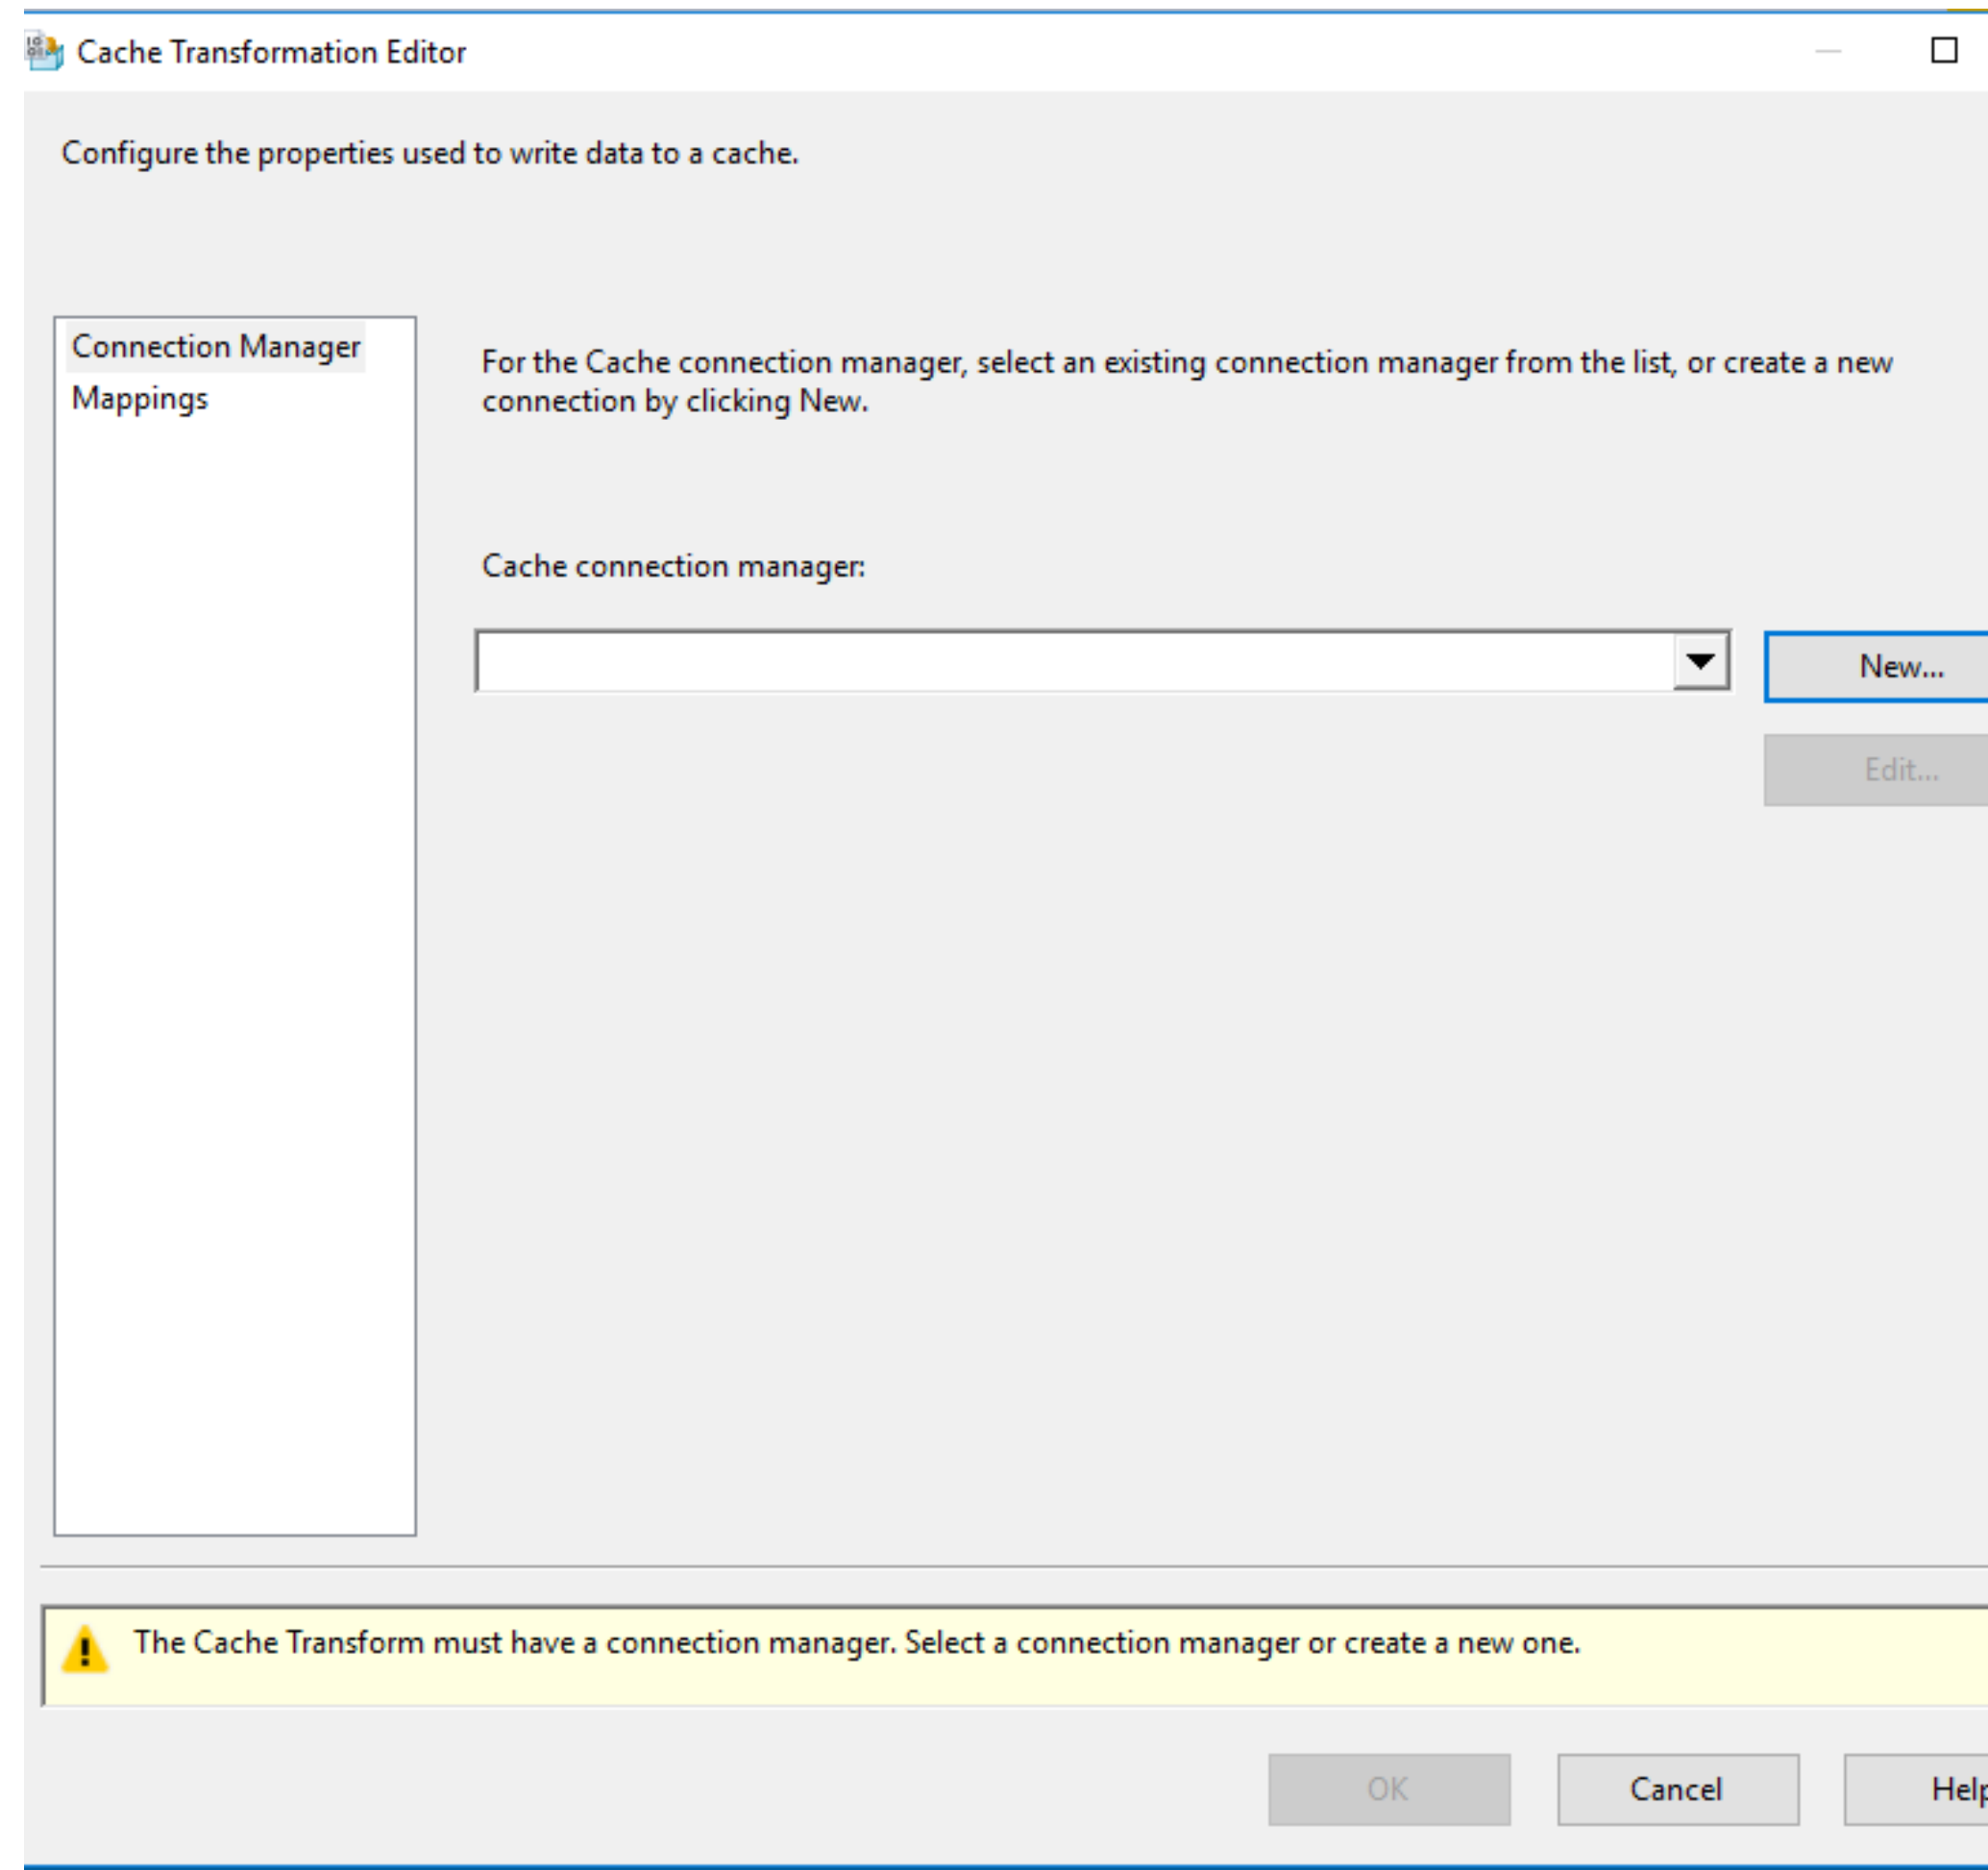 Cache Transformation Editor
Configure the properties used to write data to a cache.
Connection Manager
Mappings
For the Cache connection manager, select an existing connection manager from the list, or create a new
connection by clicking New.
Cache connection manager:
New...
Edit...
The Cache Transform must have a connection manager. Select a connection manager or create a new one.
OK
Cancel
Help